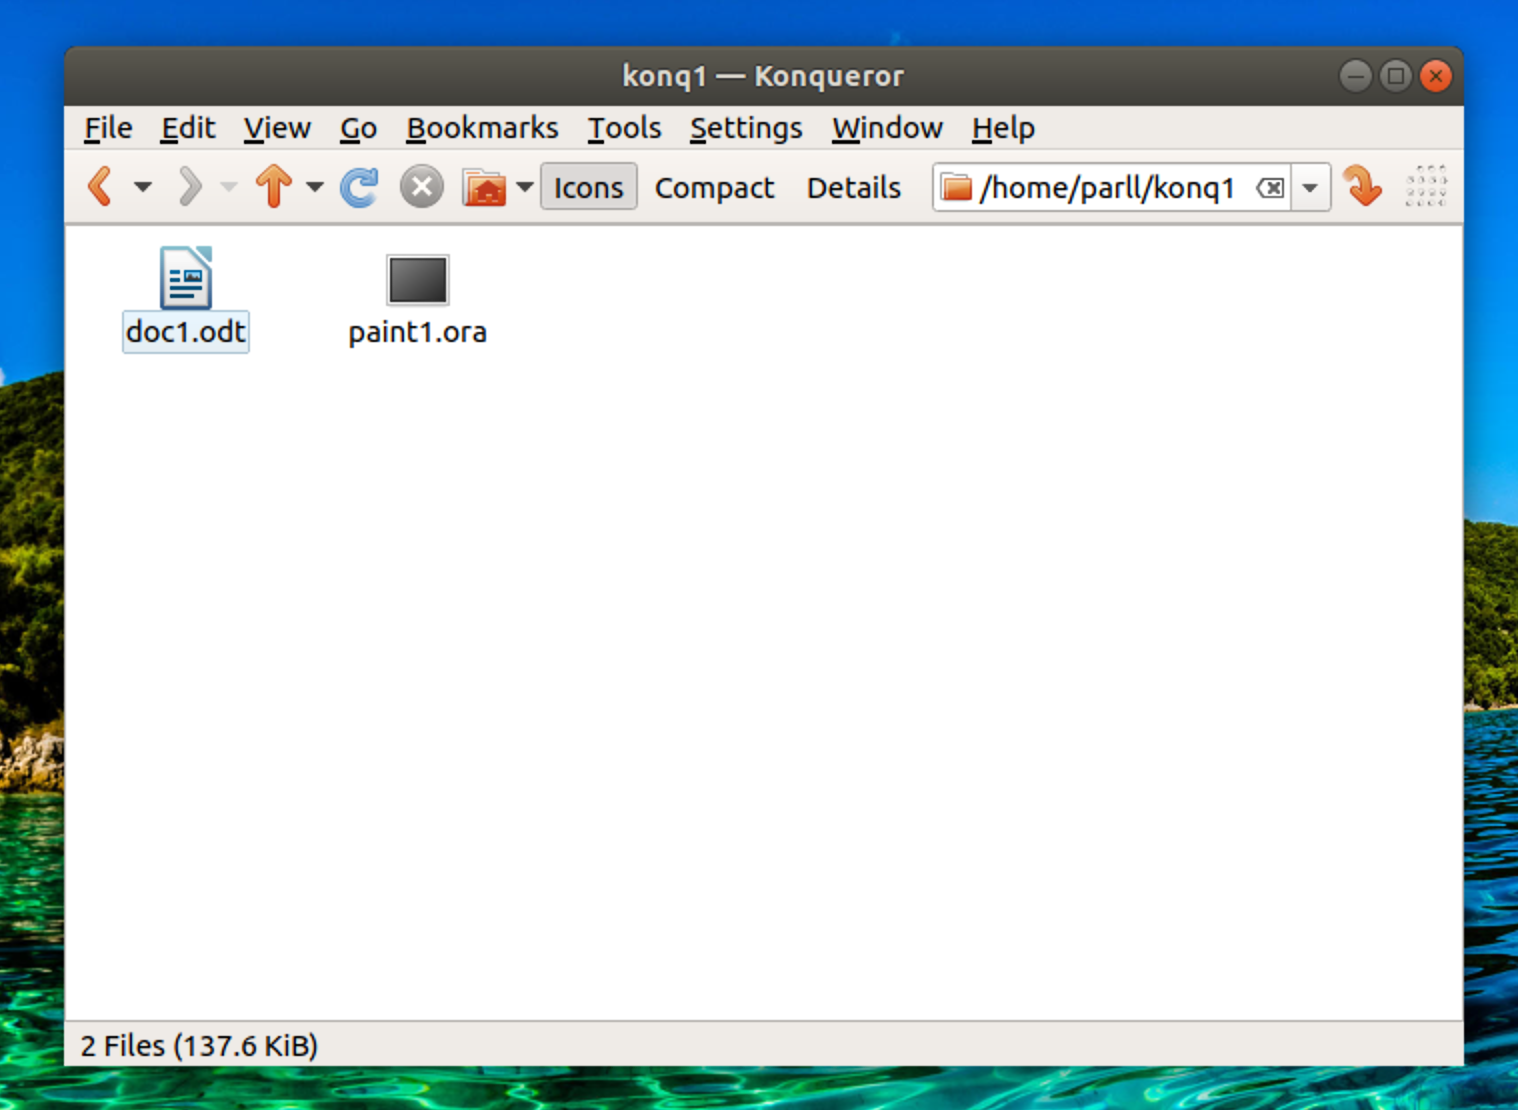 konq1 — Konqueror
File Edit View Go Bookmarks Tools Settings Window Help
Icons Compact Details /home/parll/konq1
doc1.odt paint1.ora
2 Files (137.6 KiB)